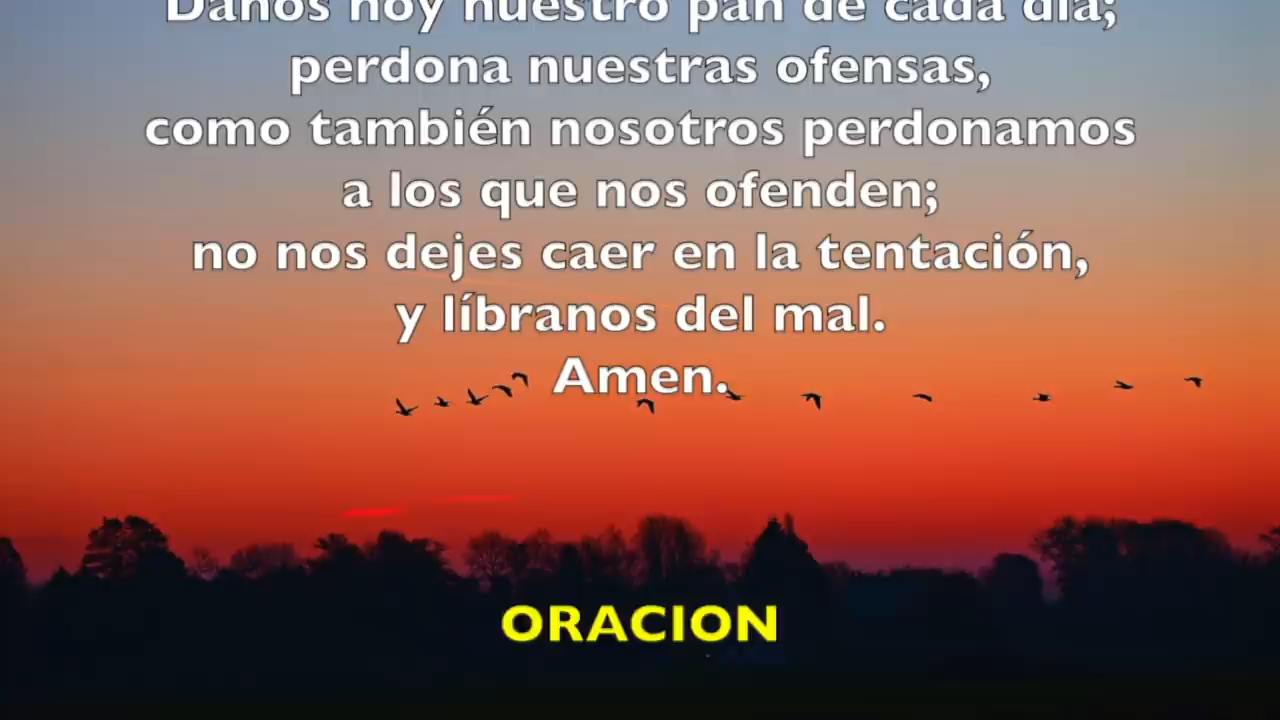 Danos hoy nuestro pan de cada día;
perdona nuestras ofensas,
como también nosotros perdonamos
a los que nos ofenden;
no nos dejes caer en la tentación,
y líbranos del mal.
Amen.
ORACION